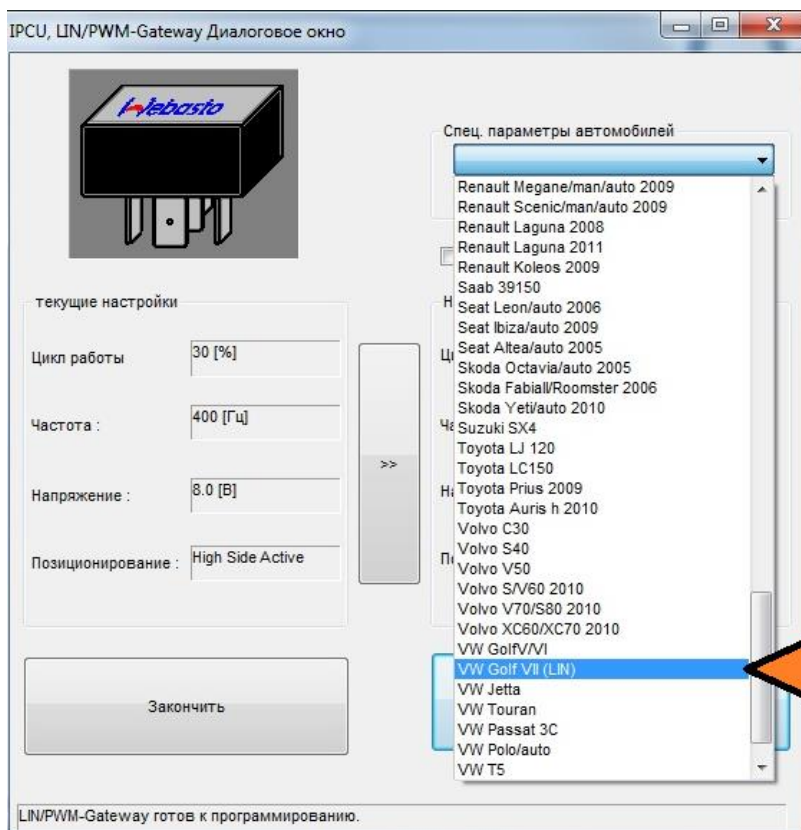 IPCU, LIN/PWM-Gateway Диалоговое окно
Webasto
Спец. параметры автомобилей
Renault Megane/man/auto 2009
Renault Scenic/man/auto 2009
Renault Laguna 2008
Renault Laguna 2011
Renault Koleos 2009
Saab 39150
Seat Leon/auto 2006
Seat Ibiza/auto 2009
Seat Altea/auto 2005
Skoda Octavia/auto 2005
Skoda FabiaII/Roomster 2006
Skoda Yeti/auto 2010
Suzuki SX4
Toyota LJ 120
Toyota LC150
Toyota Prius 2009
Toyota Auris h 2010
Volvo C30
Volvo S40
Volvo V50
Volvo S/V60 2010
Volvo V70/S80 2010
Volvo XC60/XC70 2010
VW GolfV/VI
VW Golf VII (LIN)
VW Jetta
VW Touran
VW Passat 3C
VW Polo/auto
VW T5
текущие настройки
Цикл работы 30 [%]
Частота : 400 [Гц]
Напряжение : 8.0 [В]
Позиционирование : High Side Active
>>
Закончить
LIN/PWM-Gateway готов к программированию.